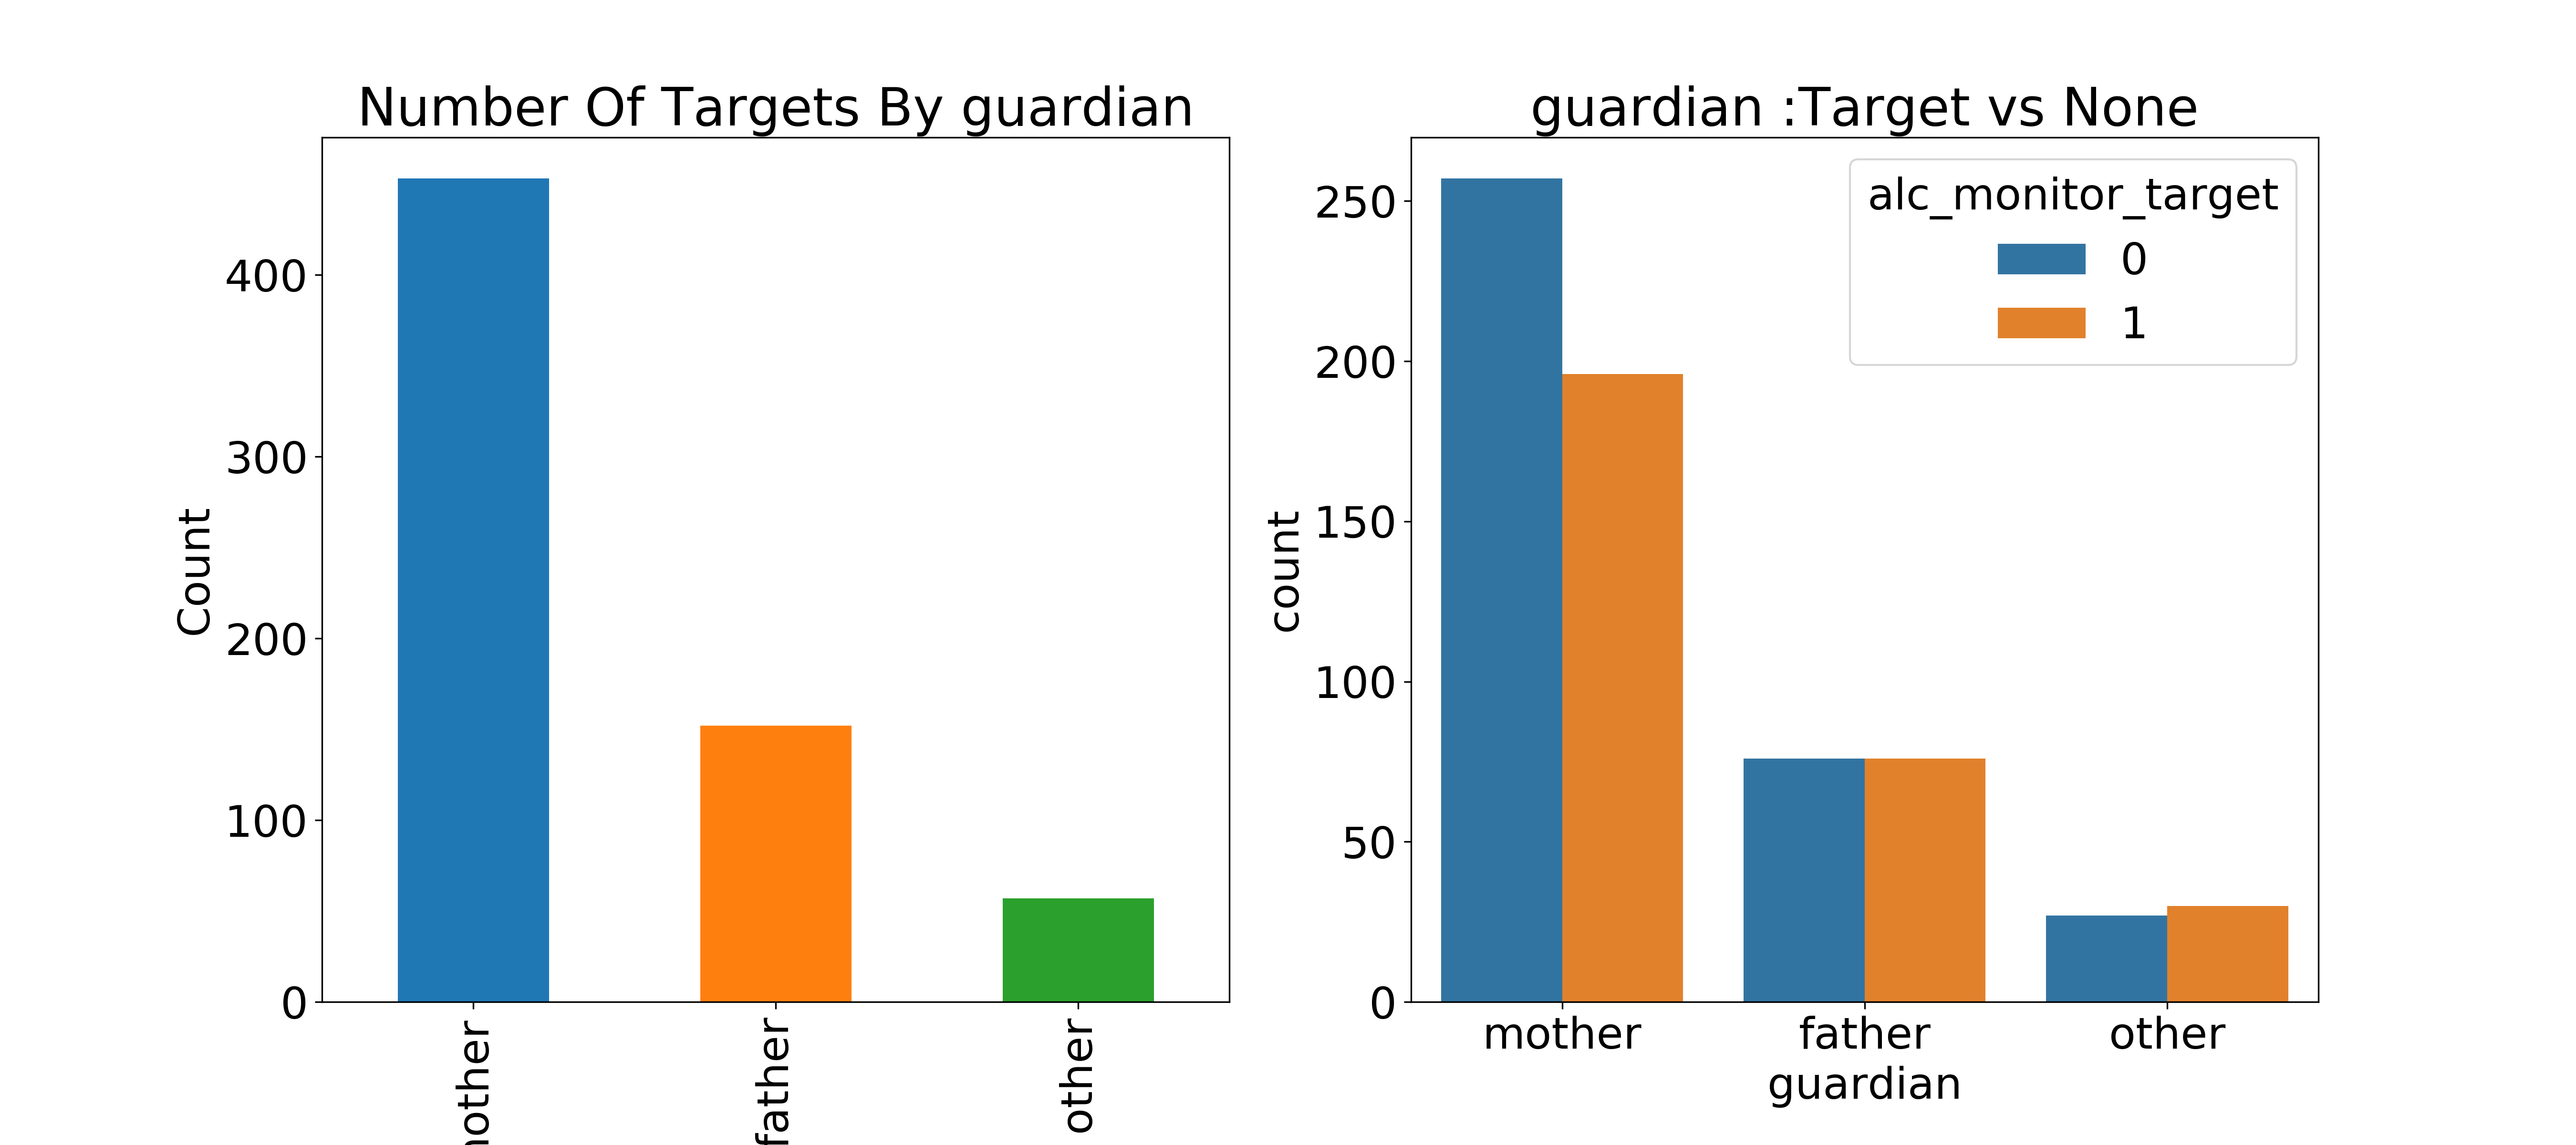 Number Of Targets By guardian
Count
400
300
200
100
0
father
other
guardian :Target vs None
count
250
200
150
100
50
0
alc_monitor_target
0
1
mother
father
other
guardian